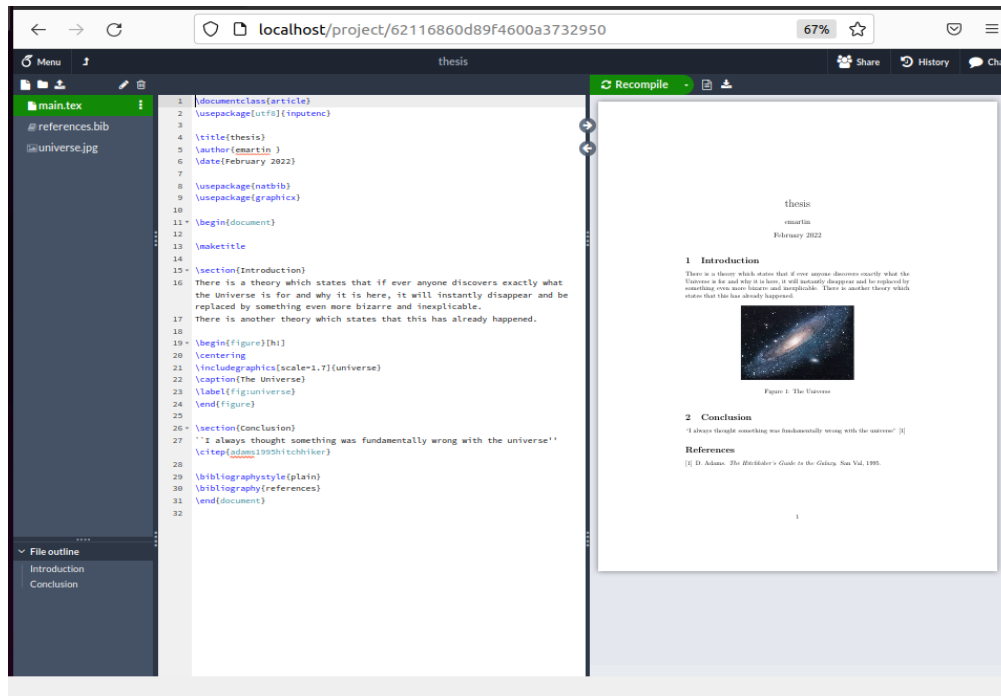 localhost/project/62116860d89f4600a3732950
67%
Menu
thesis
Share
History
Cha
Recompile
main.tex
references.bib
universe.jpg
1 \documentclass{article}
2 \usepackage[utf8]{inputenc}
3
4 \title{thesis}
5 \author{emartin }
6 \date{February 2022}
7
8 \usepackage{natbib}
9 \usepackage{graphicx}
10
11 \begin{document}
12
13 \maketitle
14
15 \section{Introduction}
16 There is a theory which states that if ever anyone discovers exactly what
the Universe is for and why it is here, it will instantly disappear and be
replaced by something even more bizarre and inexplicable.
17 There is another theory which states that this has already happened.
18
19 \begin{figure}[h!]
20 \centering
21 \includegraphics[scale=1.7]{universe}
22 \caption{The Universe}
23 \label{fig:universe}
24 \end{figure}
25
26 \section{Conclusion}
27 ``I always thought something was fundamentally wrong with the universe''
\citep{adams1995hitchhiker}
28
29 \bibliographystyle{plain}
30 \bibliography{references}
31 \end{document}
32
File outline
Introduction
Conclusion
thesis
emartin
February 2022
1 Introduction
There is a theory which states that if ever anyone discovers exactly what the
Universe is for and why it is here, it will instantly disappear and be replaced by
something even more bizarre and inexplicable. There is another theory which
states that this has already happened.
Figure 1: The Universe
2 Conclusion
“I always thought something was fundamentally wrong with the universe” [1]
References
[1] D. Adams. The Hitchhiker's Guide to the Galaxy. San Val, 1995.
1